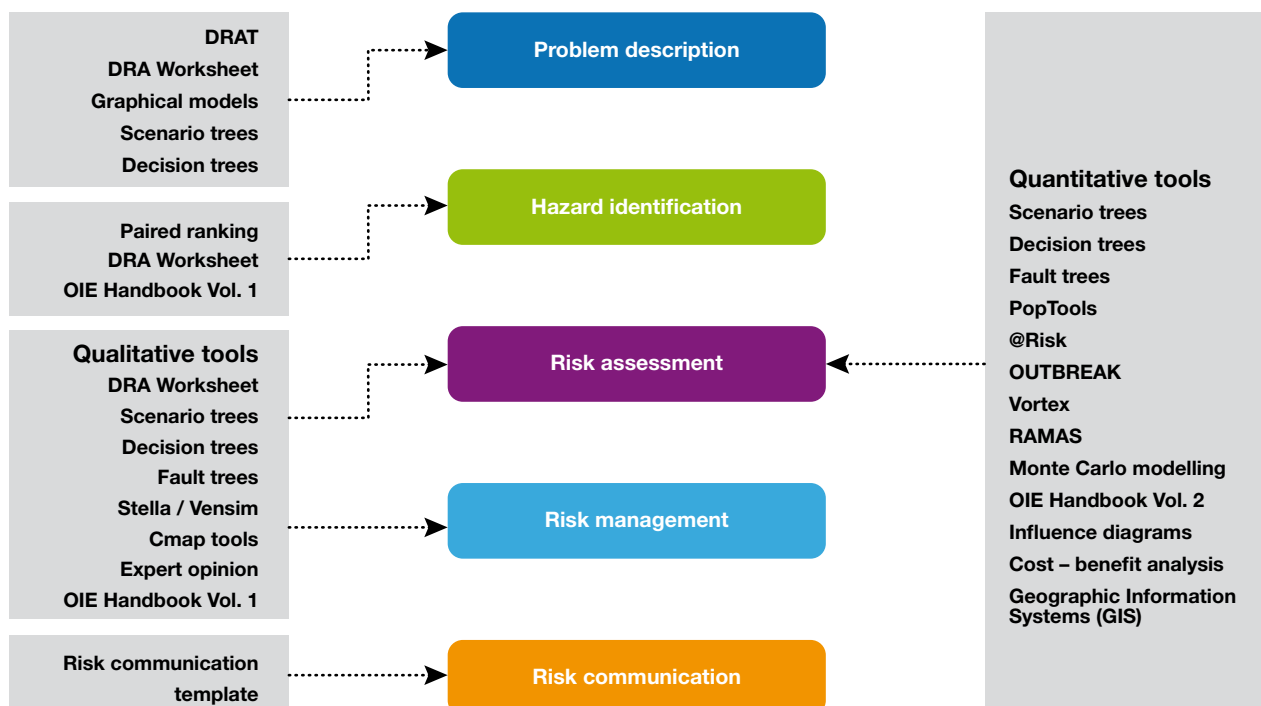 DRAT
DRA Worksheet
Graphical models
Scenario trees
Decision trees
Paired ranking
DRA Worksheet
OIE Handbook Vol. 1
Qualitative tools
DRA Worksheet
Scenario trees
Decision trees
Fault trees
Stella / Vensim
Cmap tools
Expert opinion
OIE Handbook Vol. 1
Risk communication
template
Problem description
Hazard identification
Risk assessment
Risk management
Risk communication
Quantitative tools
Scenario trees
Decision trees
Fault trees
PopTools
@Risk
OUTBREAK
Vortex
RAMAS
Monte Carlo modelling
OIE Handbook Vol. 2
Influence diagrams
Cost – benefit analysis
Geographic Information
Systems (GIS)